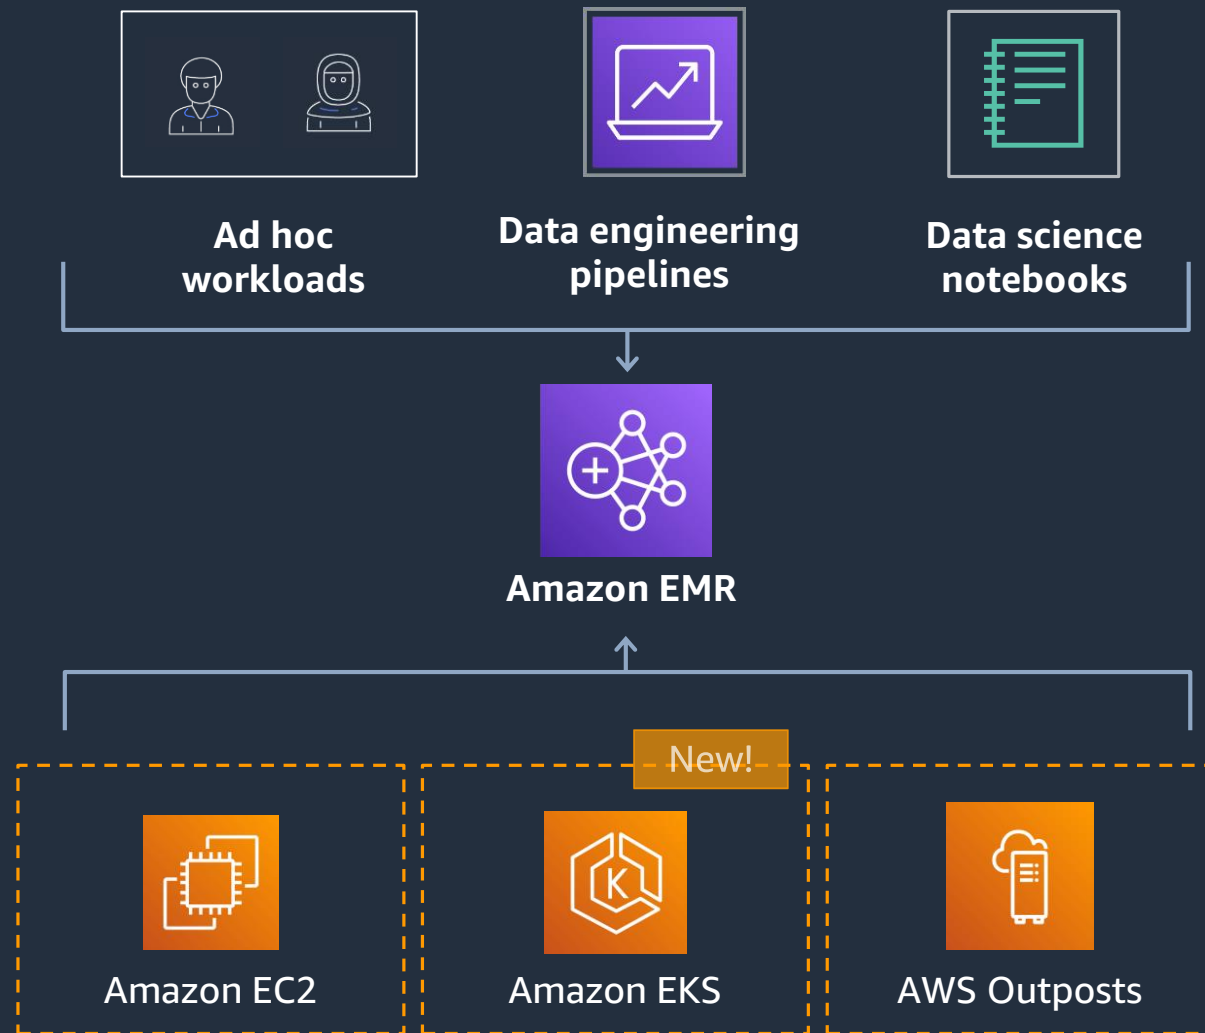 Ad hoc
workloads
Data engineering
pipelines
Data science
notebooks
Amazon EMR
New!
K
Amazon EC2
Amazon EKS
AWS Outposts